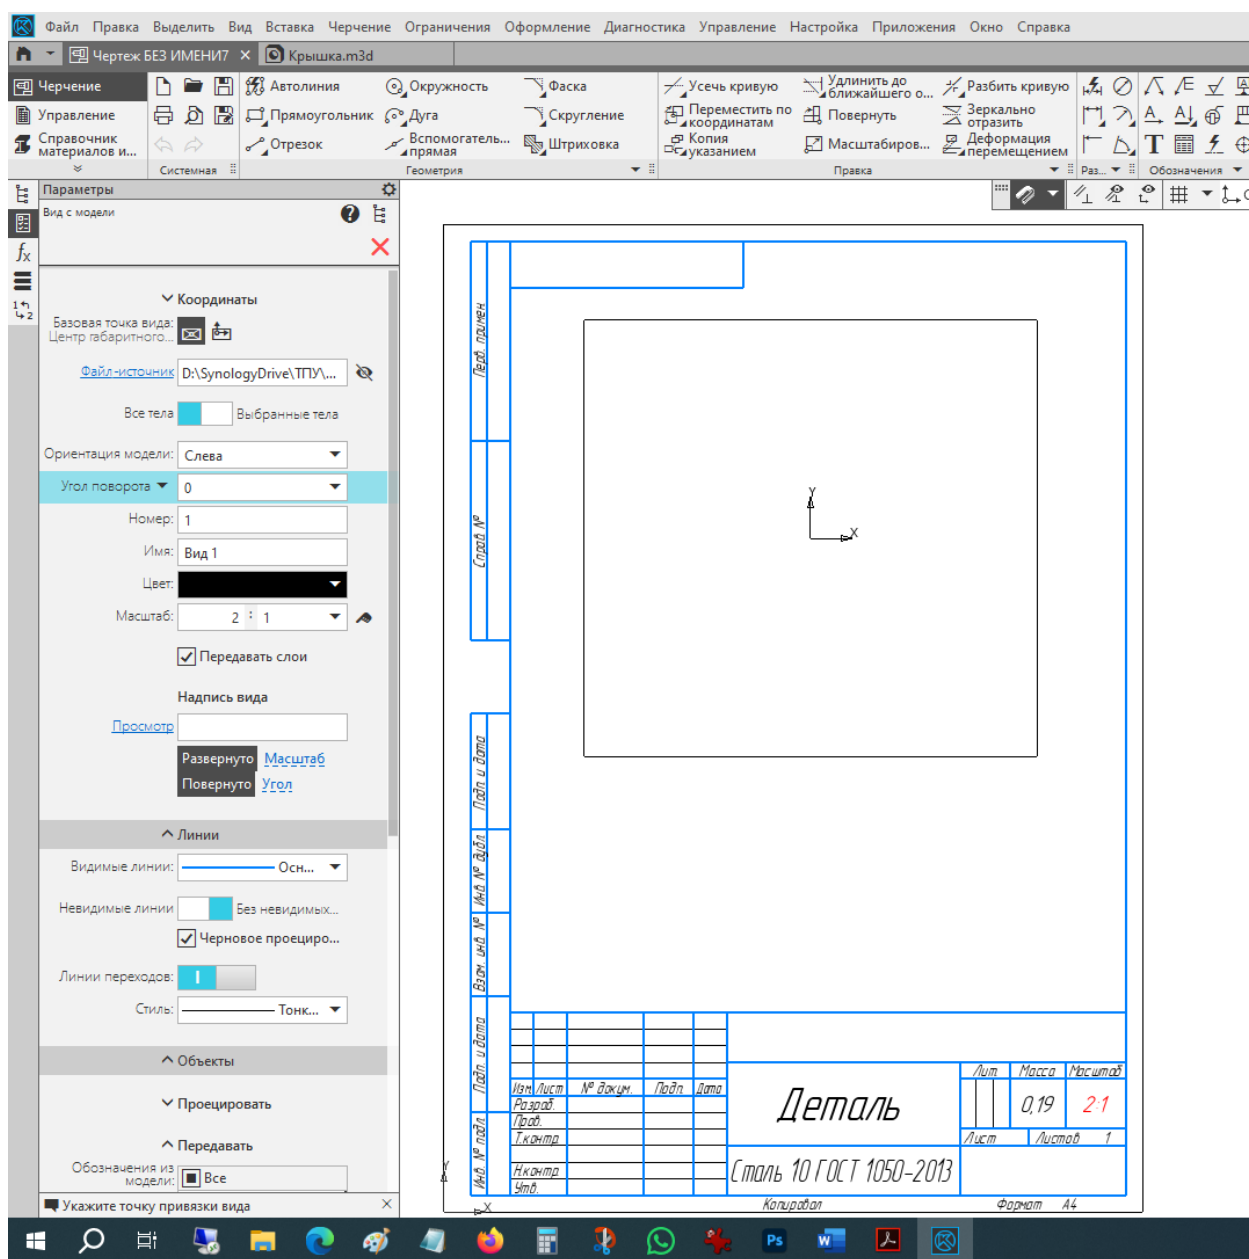 Файл Правка Выделить Вид Вставка Черчение Ограничения Оформление Диагностика Управление Настройка Приложения Окно Справка
Чертеж БЕЗ ИМЕНИ7 × Крышка.m3d
Черчение Автолиния Окружность Фаска Усечь кривую Удлинить до ближайшего о... Разбить кривую
Управление Прямоугольник Дуга Скругление Переместить по координатам Повернуть Зеркально отразить
Справочник материалов и... Отрезок Вспомогатель... прямая Штриховка Копия указанием Масштабиров... Деформация перемещением
Системная Геометрия Правка Раз... Обозначения
Параметры
Вид с модели
Координаты
Базовая точка вида:
Центр габаритного...
Файл-источник D:\SynologyDrive\ТПУ\...
Все тела Выбранные тела
Ориентация модели: Слева
Угол поворота 0
Номер: 1
Имя: Вид 1
Цвет:
Масштаб: 2 : 1
Передавать слои
Надпись вида
Просмотр
Развернуто Масштаб
Повернуто Угол
Линии
Видимые линии: Осн...
Невидимые линии Без невидимых...
Черновое проециро...
Линии переходов:
Стиль: Тонк...
Объекты
Проецировать
Передавать
Обозначения из модели: Все
Укажите точку привязки вида
Перв. примен.
Справ. №
Подп. и дата
Инв. № дубл.
Взам. инв. №
Подп. и дата
Инв. № подл.
Y
X
Изм. Лист № докум. Подп. Дата
Разраб.
Пров.
Т.контр.
Н.контр.
Утв.
Деталь
Лит. Масса Масштаб
0,19 2:1
Лист Листов 1
Сталь 10 ГОСТ 1050-2013
Копировал Формат А4
Y
X
Ps
W